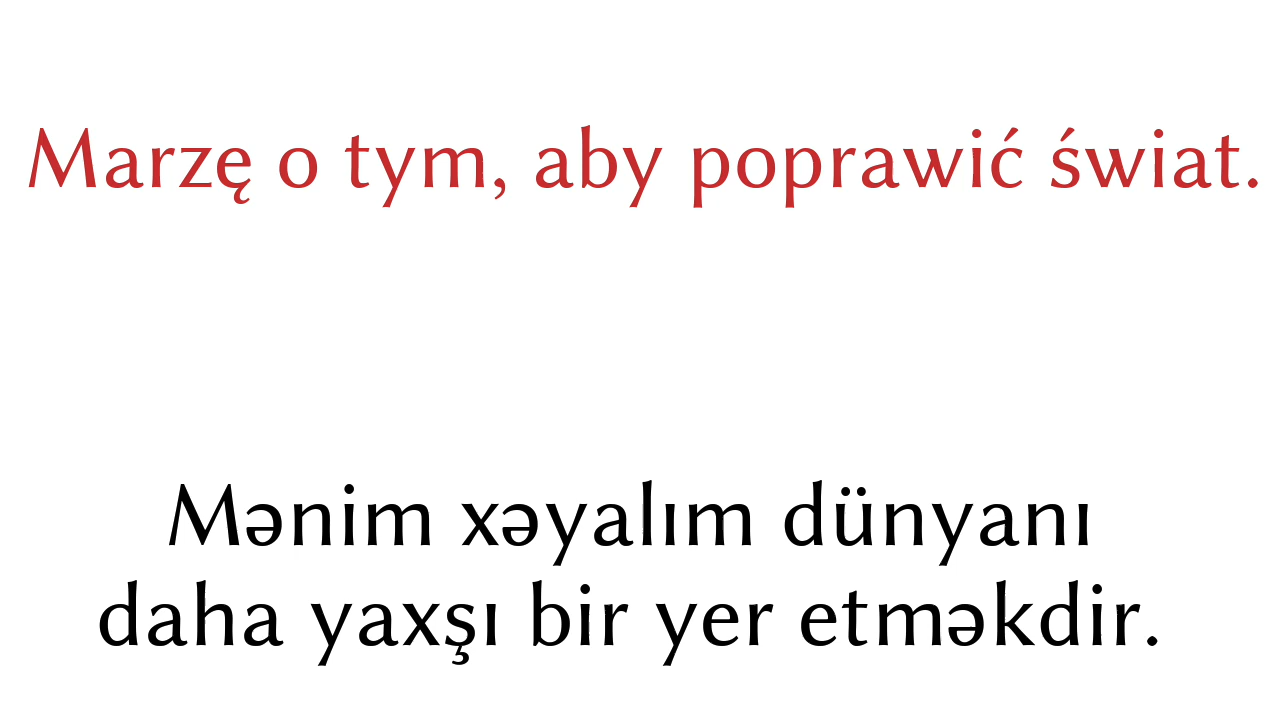 Marzę o tym, aby poprawić świat.
Mənim xəyalım dünyanı
daha yaxşı bir yer etməkdir.